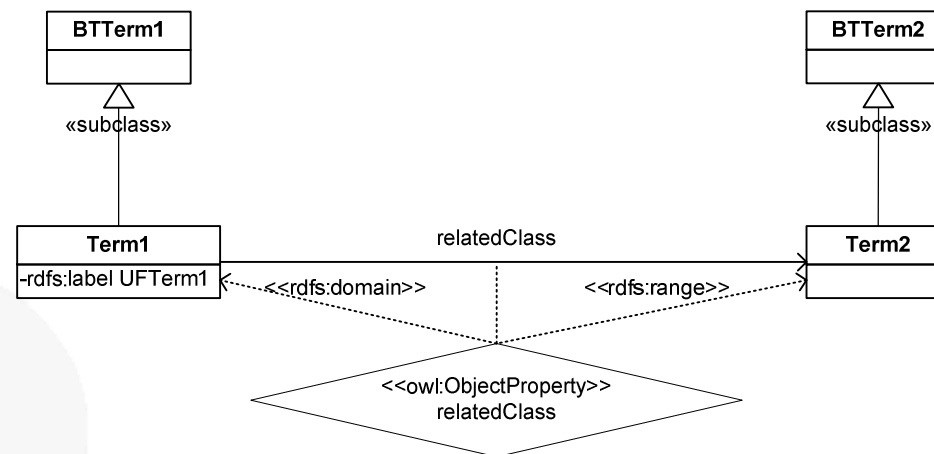 BTTerm1
BTTerm2
«subclass»
«subclass»
Term1
relatedClass
Term2
-rdfs:label UFTerm1
<<rdfs:domain>>
<<rdfs:range>>
<<owl:ObjectProperty>>
relatedClass